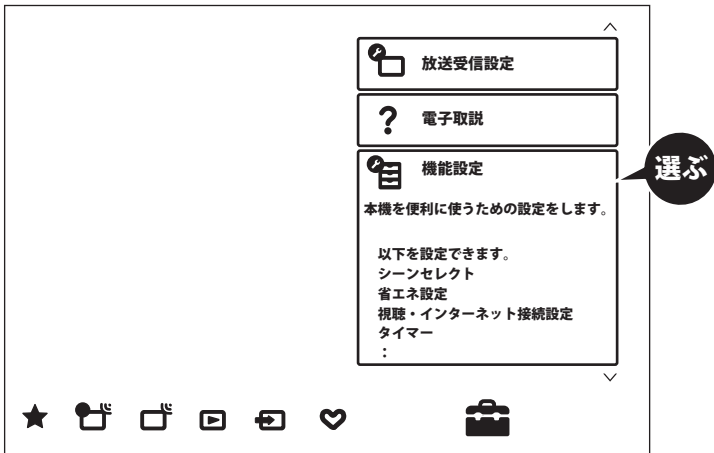 放送受信設定
電子取説
機能設定
選ぶ
本機を便利に使うための設定をします。
以下を設定できます。
シーンセレクト
省エネ設定
視聴・インターネット接続設定
タイマー
：